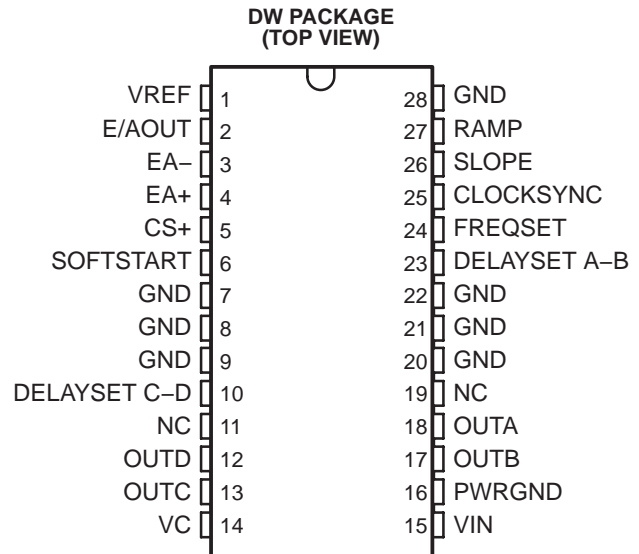 DW PACKAGE
(TOP VIEW)
VREF 1 28 GND
E/AOUT 2 27 RAMP
EA− 3 26 SLOPE
EA+ 4 25 CLOCKSYNC
CS+ 5 24 FREQSET
SOFTSTART 6 23 DELAYSET A−B
GND 7 22 GND
GND 8 21 GND
GND 9 20 GND
DELAYSET C−D 10 19 NC
NC 11 18 OUTA
OUTD 12 17 OUTB
OUTC 13 16 PWRGND
VC 14 15 VIN